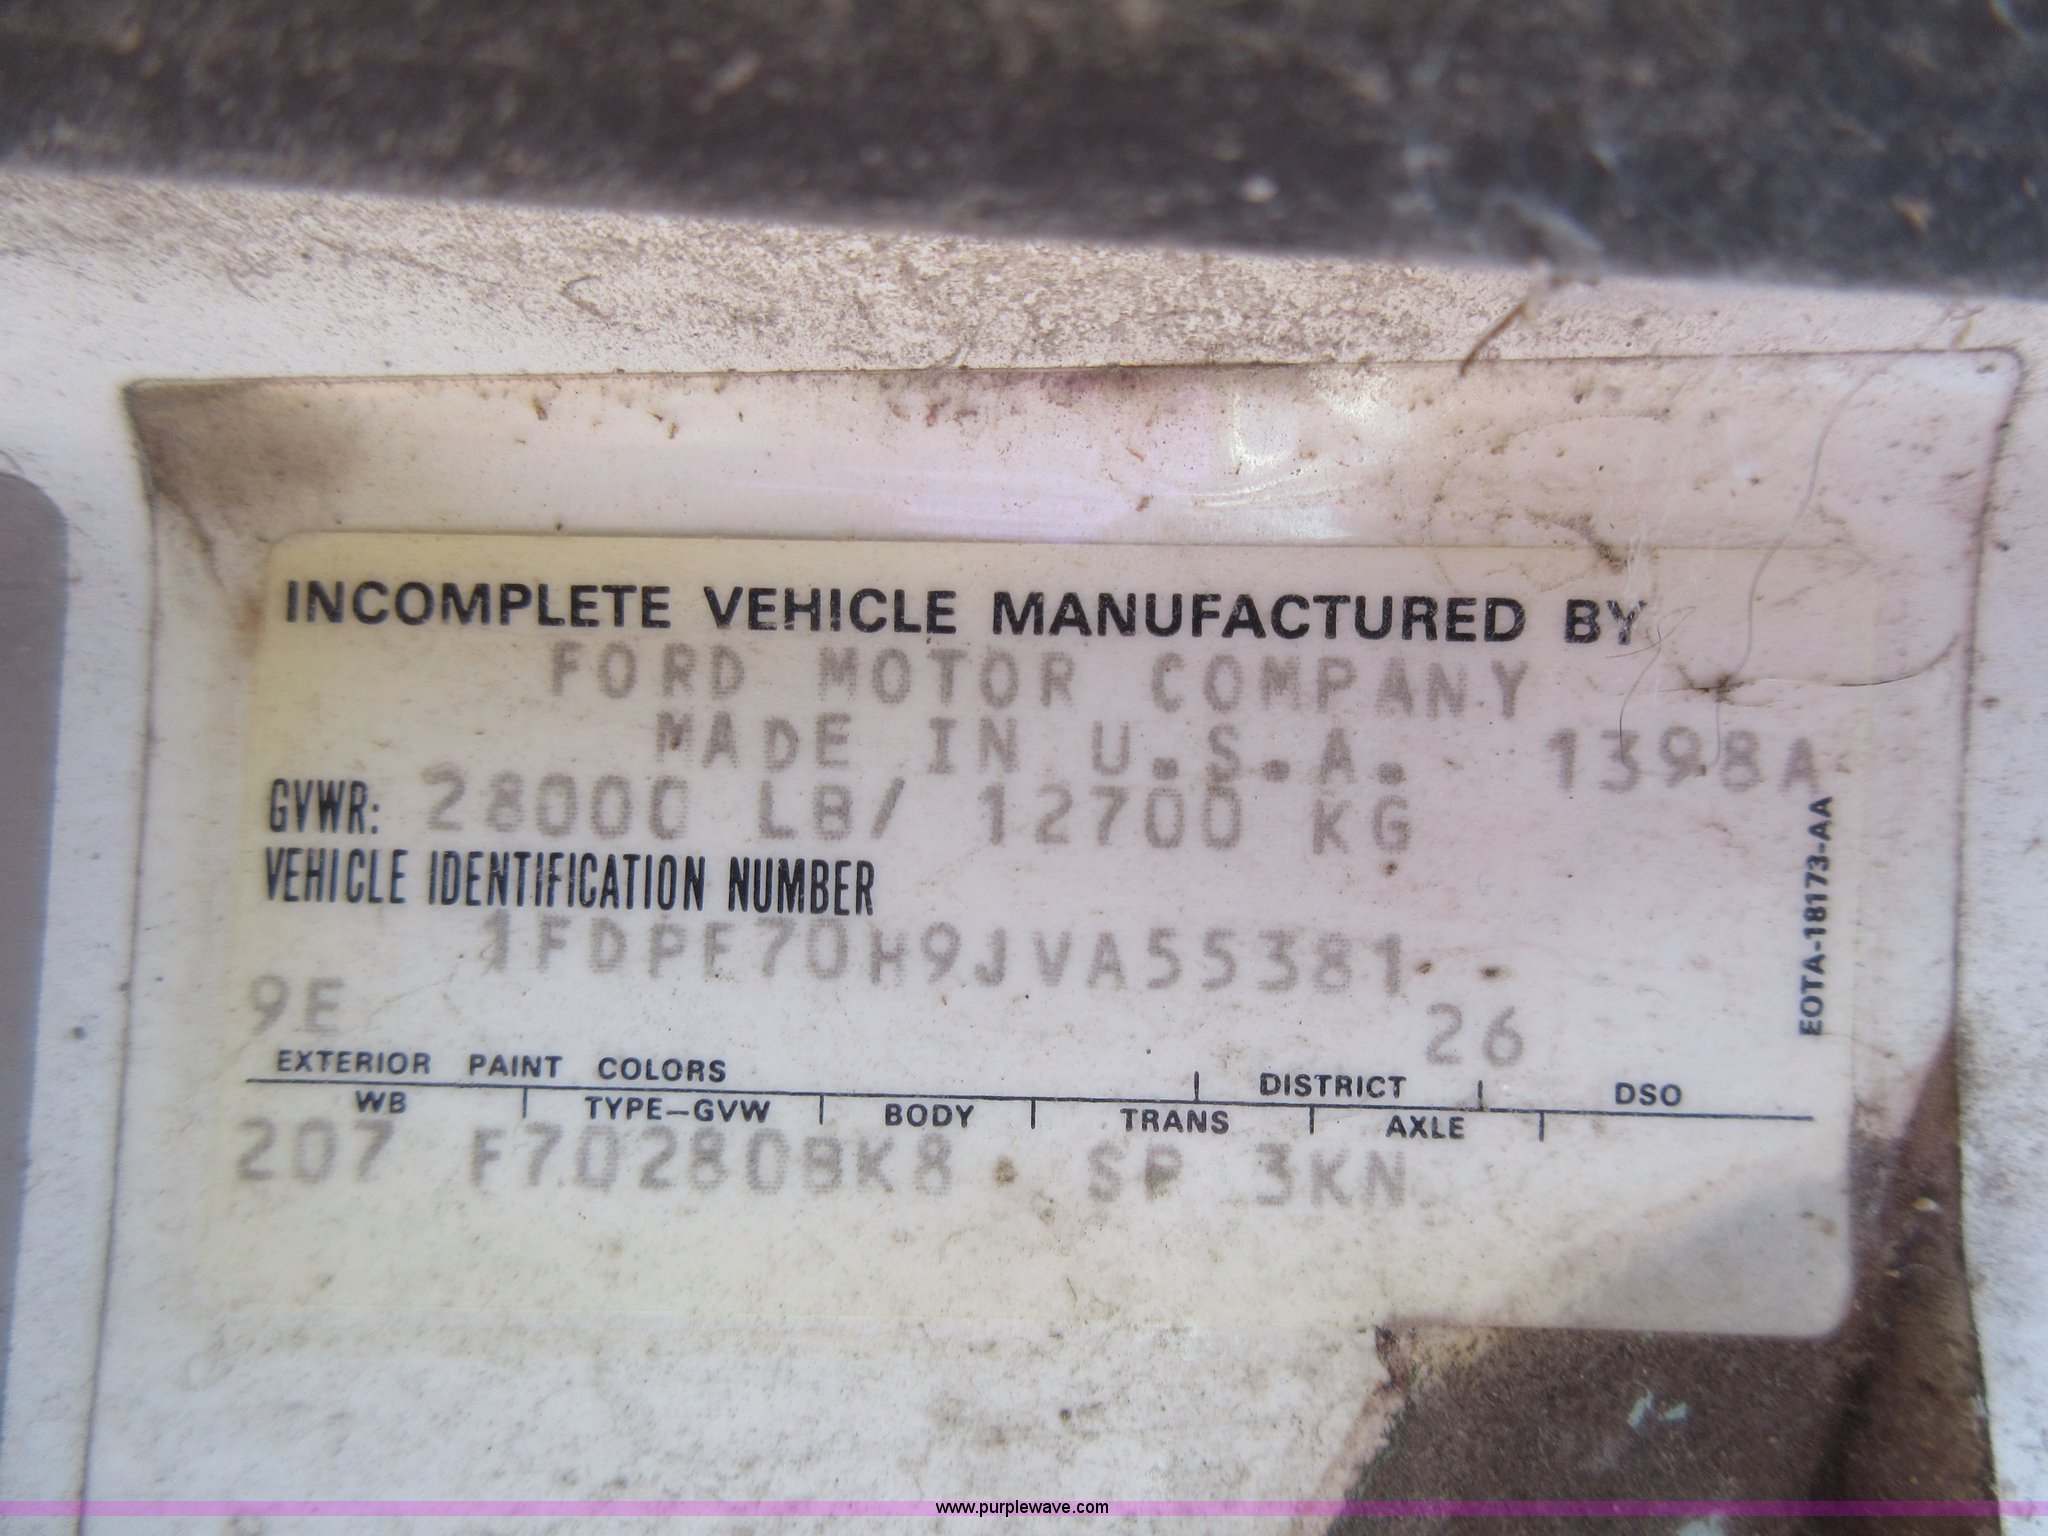 INCOMPLETE VEHICLE MANUFACTURED BY
FORD MOTOR COMPANY
MADE IN U.S.A. 1398A
GVWR: 28000 LB/ 12700 KG
VEHICLE IDENTIFICATION NUMBER
1FDPF70H9JVA55381
9E 26
EXTERIOR PAINT COLORS DISTRICT DSO
WB TYPE-GVW BODY TRANS AXLE
207 F70280BK8 SP 3KN
EOTA-18173-AA
www.purplewave.com